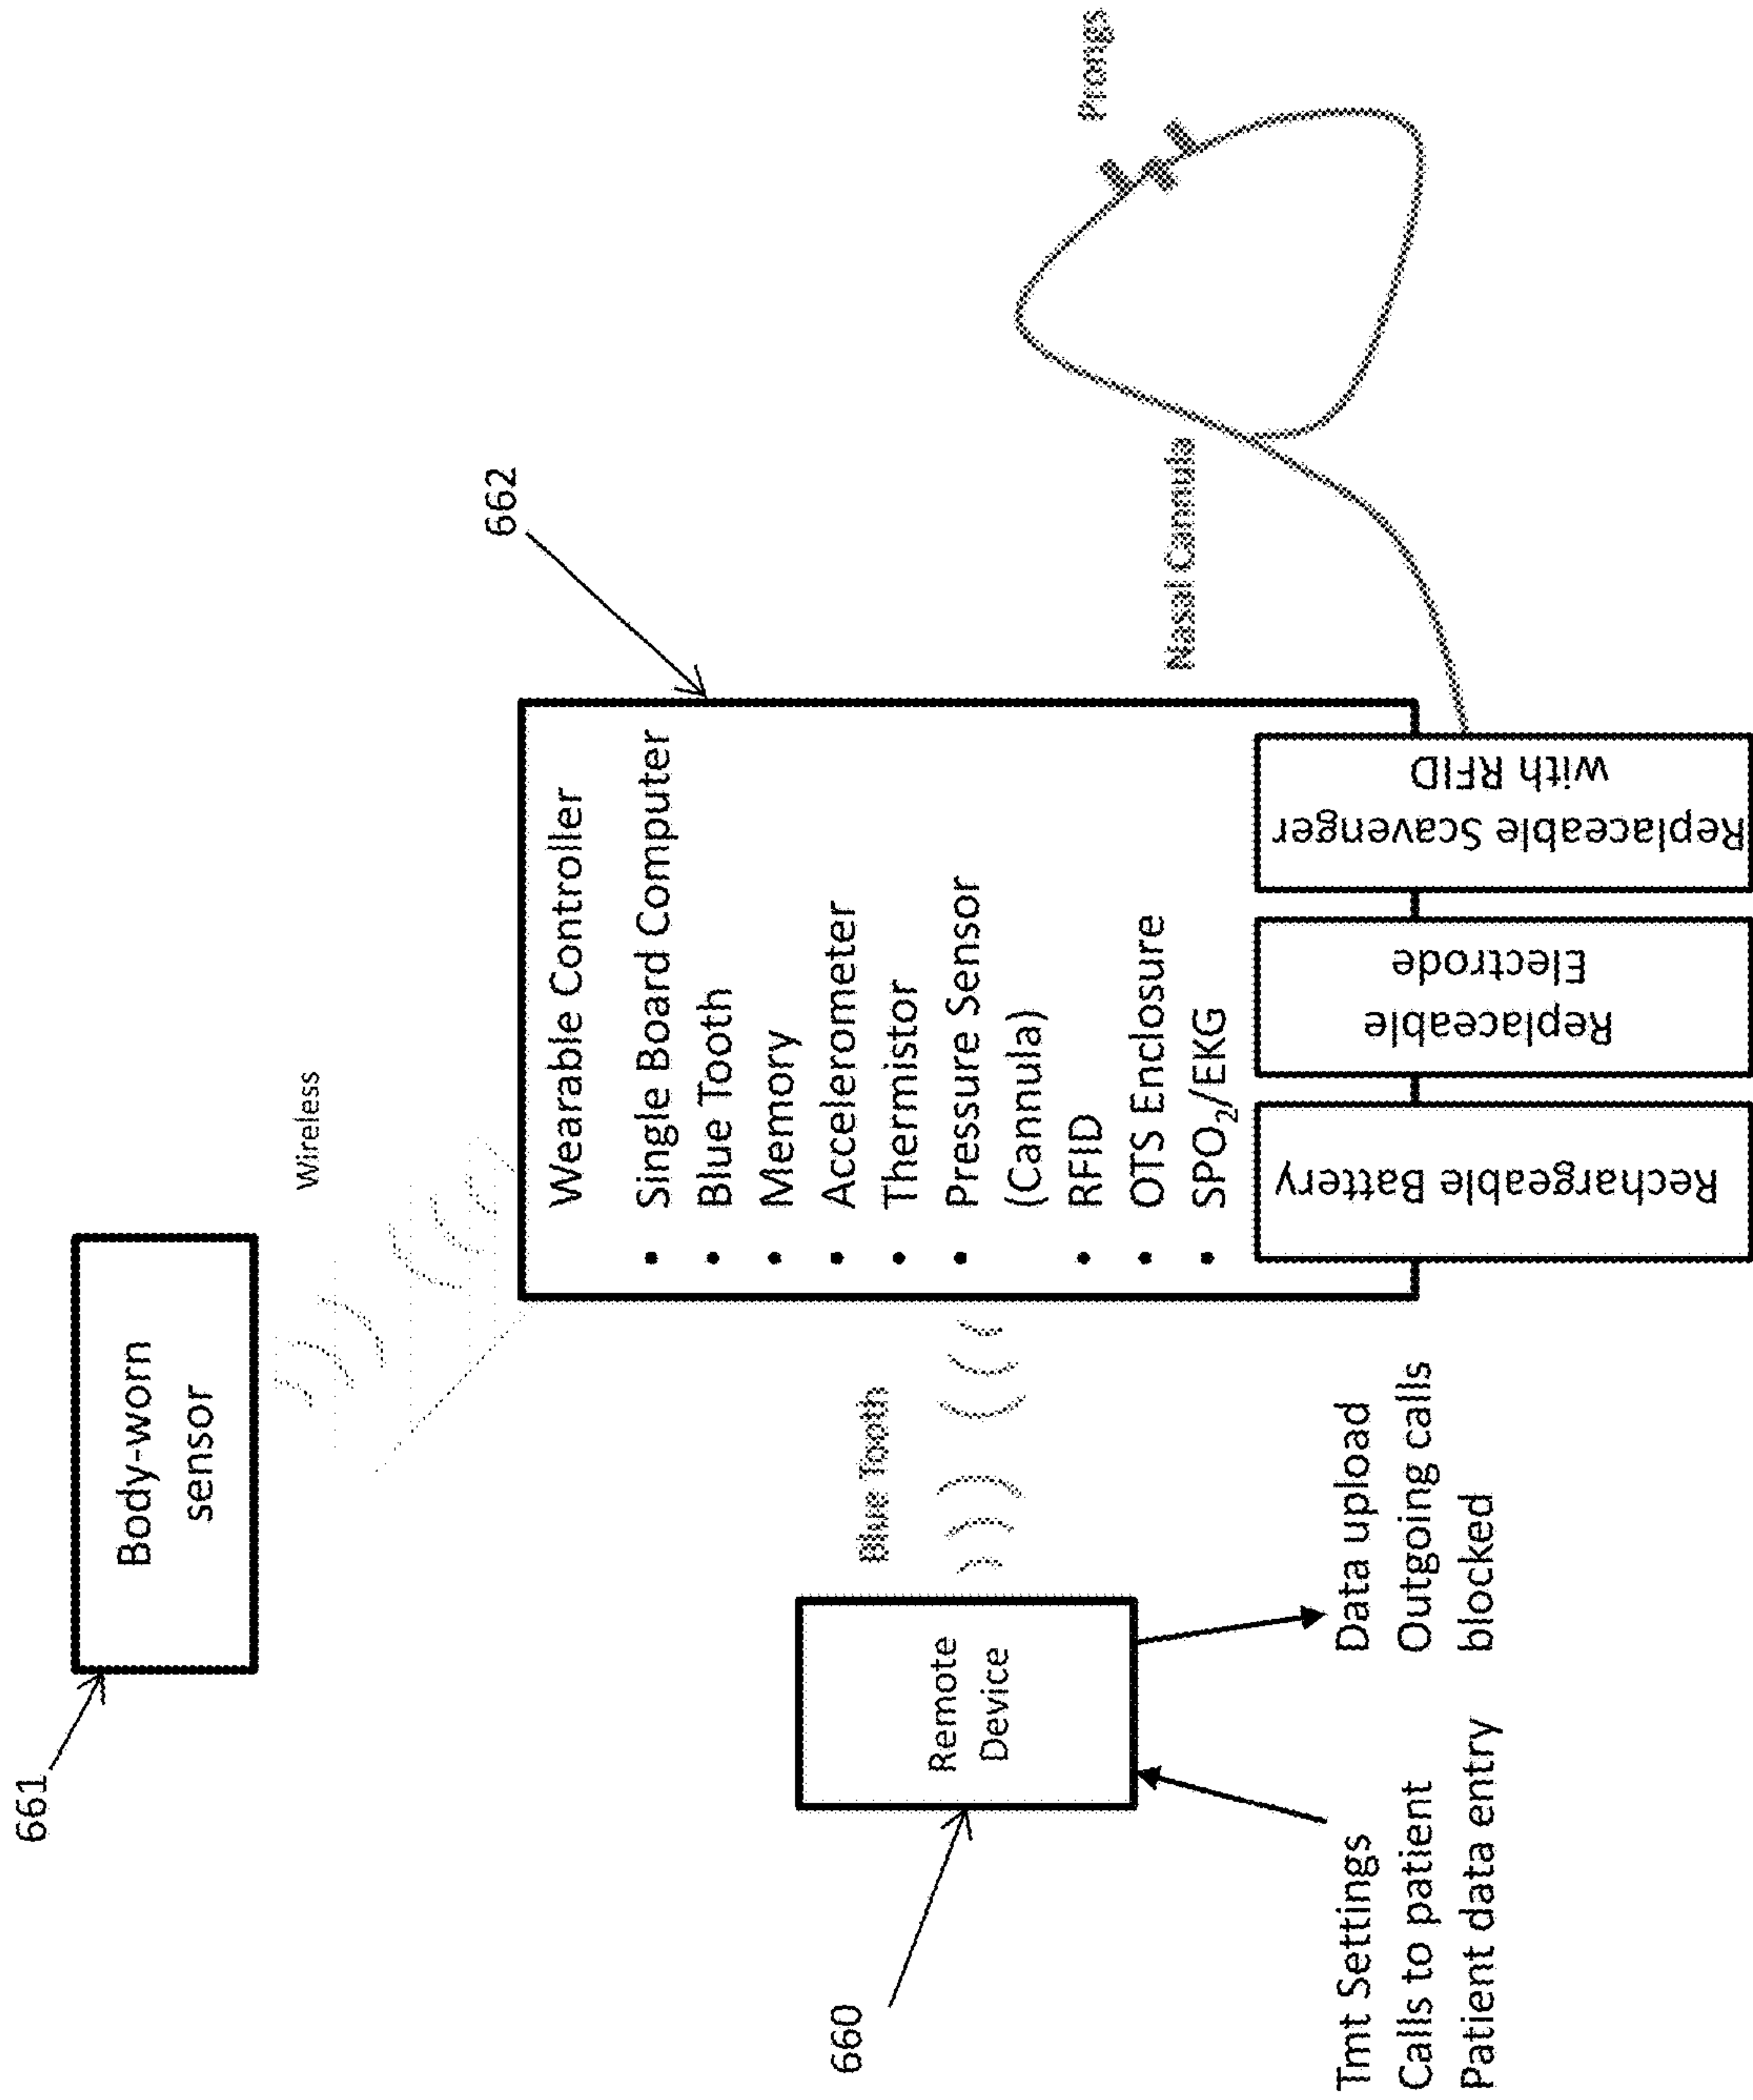 661
Body-worn
sensor
Wireless
662
Wearable Controller
• Single Board Computer
• Blue Tooth
• Memory
• Accelerometer
• Thermistor
• Pressure Sensor
(Cannula)
• RFID
• OTS Enclosure
• SPO₂/EKG
Rechargeable Battery
Replaceable
Electrode
Replaceable Scavenger
with RFID
Nasal Cannula
Prongs
Blue Tooth
660
Remote
Device
Tmt Settings
Calls to patient
Patient data entry
Data upload
Outgoing calls
blocked